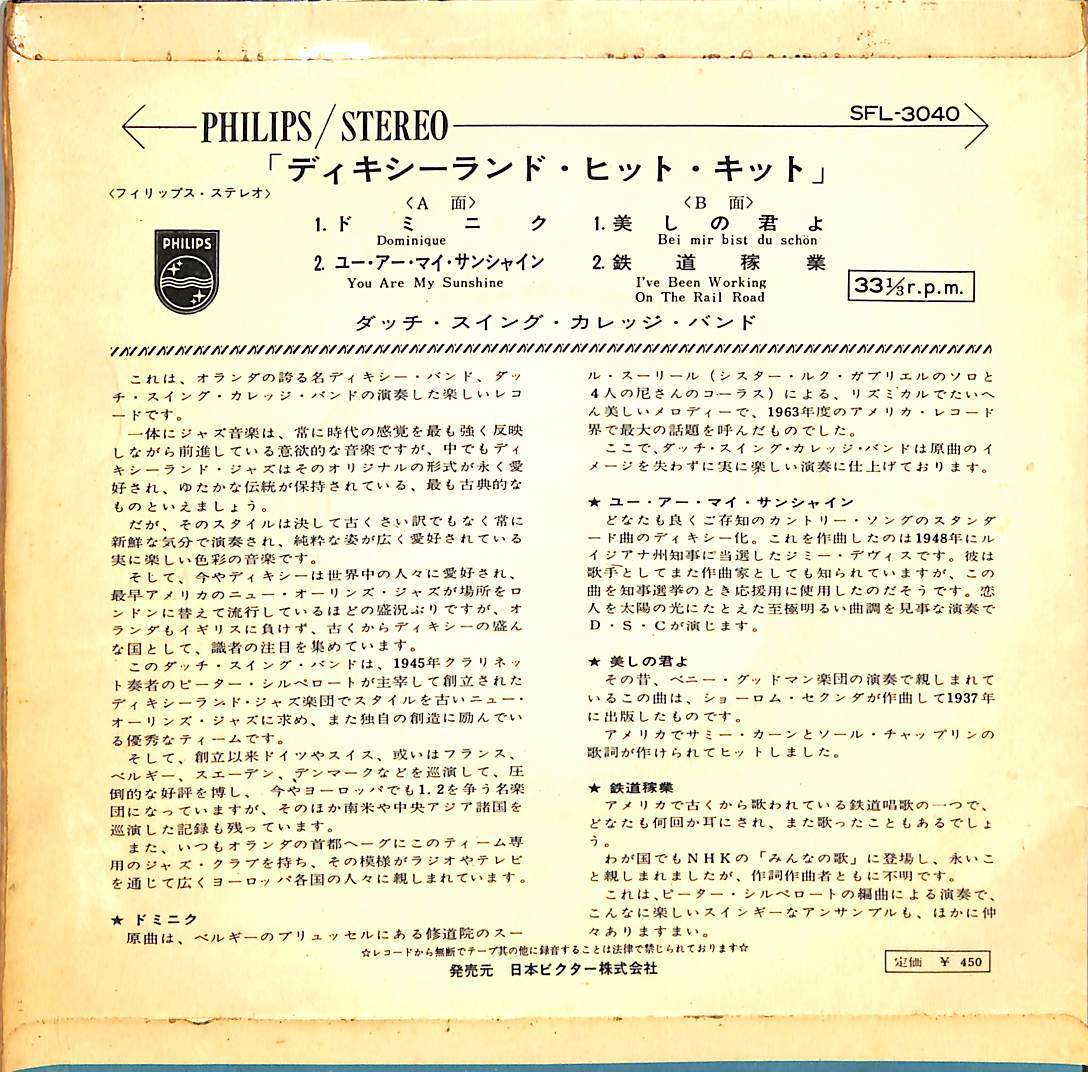 PHILIPS/STEREO
SFL-3040
「ディキシーランド・ヒット・キット」
〈フィリップス・ステレオ〉
〈A 面〉
1. ドミニク
Dominique
2. ユー・アー・マイ・サンシャイン
You Are My Sunshine
〈B 面〉
1. 美しの君よ
Bei mir bist du schön
2. 鉄道稼業
I've Been Working
On The Rail Road
PHILIPS
33⅓r.p.m.
ダッチ・スイング・カレッジ・バンド
これは、オランダの誇る名ディキシー・バンド、ダッ
チ・スイング・カレッジ・バンドの演奏した楽しいレコ
ードです。
一体にジャズ音楽は、常に時代の感覚を最も強く反映
しながら前進している意欲的な音楽ですが、中でもディ
キシーランド・ジャズはそのオリジナルの形式が永く愛
好され、ゆたかな伝統が保持されている、最も古典的な
ものといえましょう。
だが、そのスタイルは決して古くさい訳でもなく常に
新鮮な気分で演奏され、純粋な姿が広く愛好されている
実に楽しい色彩の音楽です。
そして、今やディキシーは世界中の人々に愛好され、
最早アメリカのニュー・オーリンズ・ジャズが場所をロ
ンドンに替えて流行しているほどの盛況ぶりですが、オ
ランダもイギリスに負けず、古くからディキシーの盛ん
な国として、識者の注目を集めています。
このダッチ・スイング・バンドは、1945年クラリネッ
ト奏者のピーター・シルペロートが主宰して創立された
ディキシーランド・ジャズ楽団でスタイルを古いニュー・
オーリンズ・ジャズに求め、また独自の創造に励んでい
る優秀なティームです。
そして、創立以来ドイツやスイス、或いはフランス、
ベルギー、スエーデン、デンマークなどを巡演して、圧
倒的な好評を博し、今やヨーロッパでも1.2を争う名楽
団になっていますが、そのほか南米や中央アジア諸国を
巡演した記録も残っています。
また、いつもオランダの首都ヘーグにこのティーム専
用のジャズ・クラブを持ち、その模様がラジオやテレビ
を通じて広くヨーロッパ各国の人々に親しまれています。
★ ドミニク
原曲は、ベルギーのブリュッセルにある修道院のスー
ル・スーリール（シスター・ルク・ガブリエルのソロと
4人の尼さんのコーラス）による、リズミカルでたいへ
ん美しいメロディーで、1963年度のアメリカ・レコード
界で最大の話題を呼んだものでした。
ここで、ダッチ・スイング・カレッジ・バンドは原曲のイ
メージを失わずに実に楽しい演奏に仕上げております。
★ ユー・アー・マイ・サンシャイン
どなたも良くご存知のカントリー・ソングのスタンダ
ード曲のディキシー化。これを作曲したのは1948年にル
イジアナ州知事に当選したジミー・デヴィスです。彼は
歌手としてまた作曲家としても知られていますが、この
曲を知事選挙のとき応援用に使用したのだそうです。恋
人を太陽の光にたとえた至極明るい曲調を見事な演奏で
D・S・Cが演じます。
★ 美しの君よ
その昔、ベニー・グッドマン楽団の演奏で親しまれて
いるこの曲は、ショーロム・セクンダが作曲して1937年
に出版したものです。
アメリカでサミー・カーンとソール・チャップリンの
歌詞が作けられてヒットしました。
★ 鉄道稼業
アメリカで古くから歌われている鉄道唱歌の一つで、
どなたも何回か耳にされ、また歌ったこともあるでしょ
う。
わが国でもNHKの「みんなの歌」に登場し、永いこ
と親しまれましたが、作詞作曲者ともに不明です。
これは、ピーター・シルペロートの編曲による演奏で、
こんなに楽しいスインギーなアンサンブルも、ほかに仲
々ありますまい。
☆レコードから無断でテープ其の他に録音することは法律で禁じられております☆
発売元 日本ビクター株式会社
定価 ¥ 450